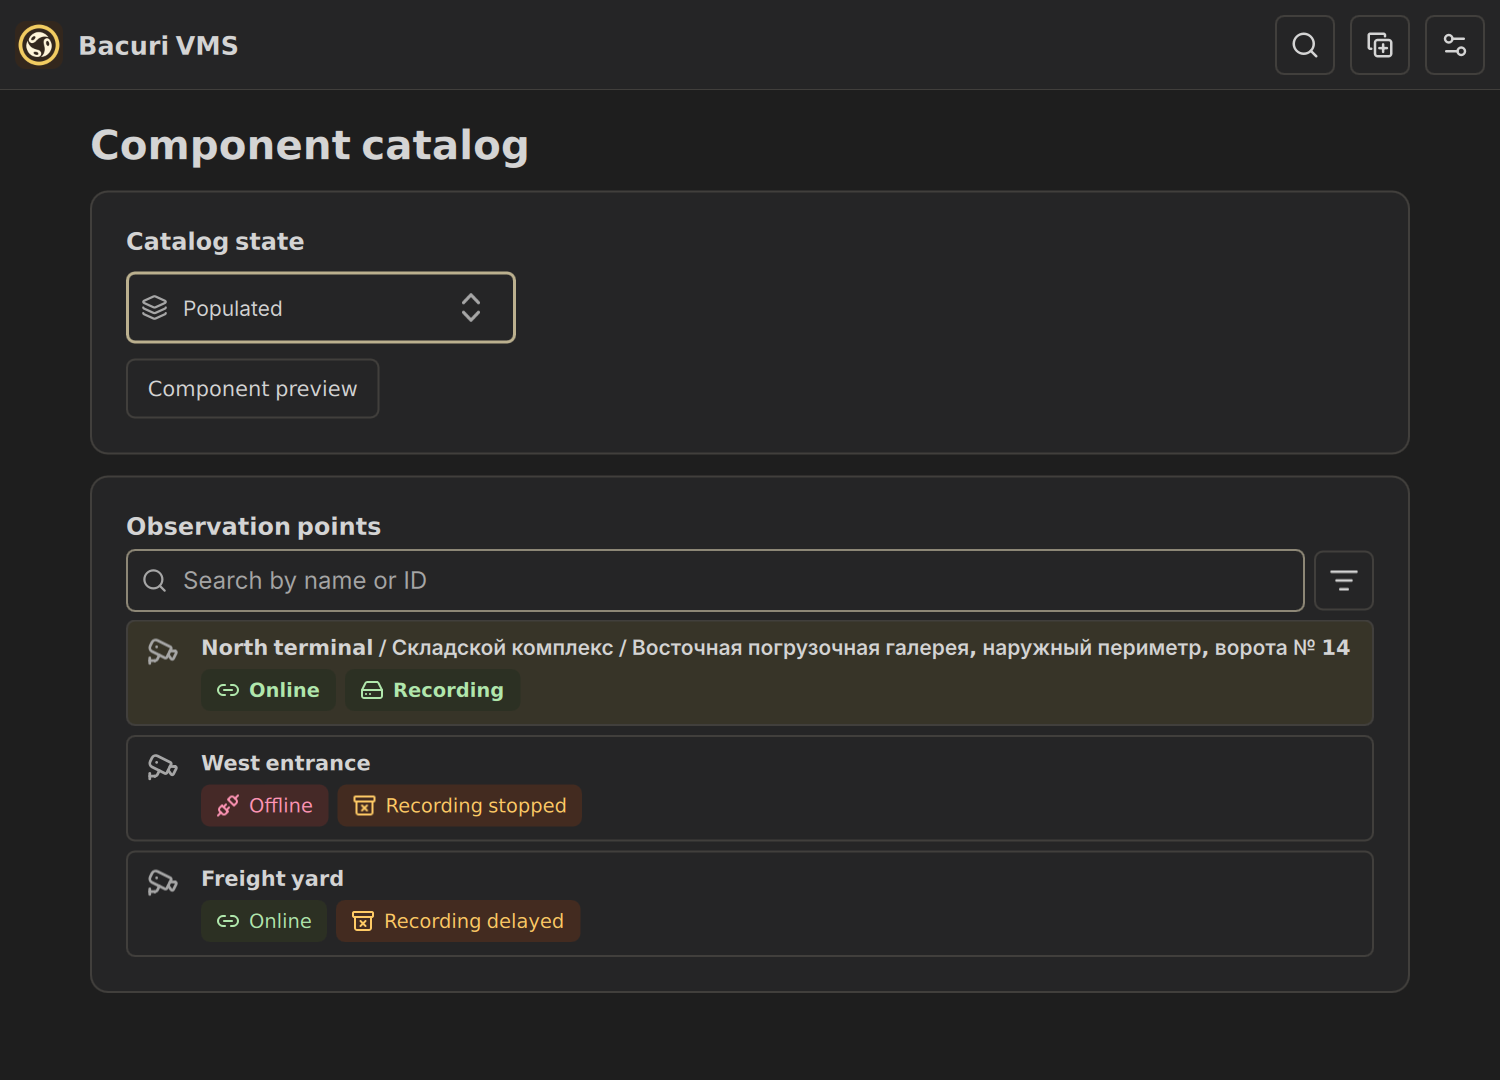 Bacuri VMS
Component catalog
Catalog state
Populated
Component preview
Observation points
Search by name or ID
North terminal / Складской комплекс / Восточная погрузочная галерея, наружный периметр, ворота № 14
Online
Recording
West entrance
Offline
Recording stopped
Freight yard
Online
Recording delayed